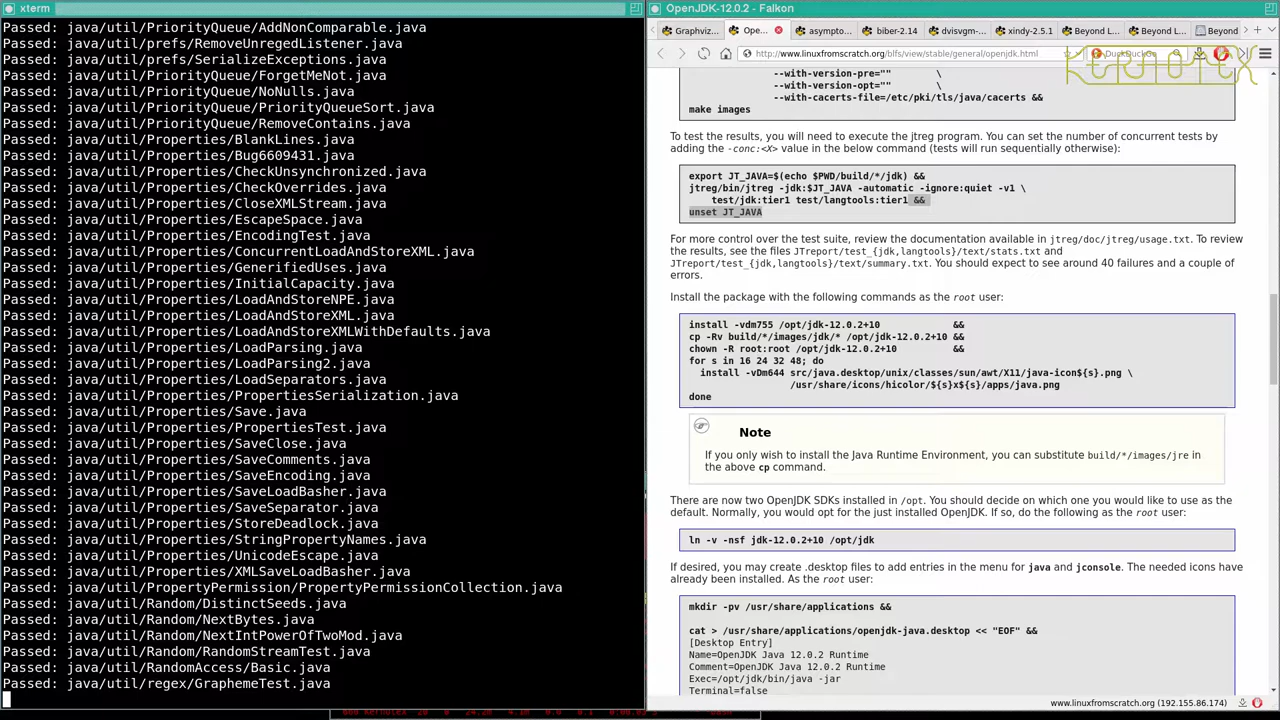 xterm
Passed: java/util/PriorityQueue/AddNonComparable.java
Passed: java/util/prefs/RemoveUnregedListener.java
Passed: java/util/prefs/SerializeExceptions.java
Passed: java/util/PriorityQueue/ForgetMeNot.java
Passed: java/util/PriorityQueue/NoNulls.java
Passed: java/util/PriorityQueue/PriorityQueueSort.java
Passed: java/util/PriorityQueue/RemoveContains.java
Passed: java/util/Properties/BlankLines.java
Passed: java/util/Properties/Bug6609431.java
Passed: java/util/Properties/CheckUnsynchronized.java
Passed: java/util/Properties/CheckOverrides.java
Passed: java/util/Properties/CloseXMLStream.java
Passed: java/util/Properties/EscapeSpace.java
Passed: java/util/Properties/EncodingTest.java
Passed: java/util/Properties/ConcurrentLoadAndStoreXML.java
Passed: java/util/Properties/GenerifiedUses.java
Passed: java/util/Properties/InitialCapacity.java
Passed: java/util/Properties/LoadAndStoreNPE.java
Passed: java/util/Properties/LoadAndStoreXML.java
Passed: java/util/Properties/LoadAndStoreXMLWithDefaults.java
Passed: java/util/Properties/LoadParsing.java
Passed: java/util/Properties/LoadParsing2.java
Passed: java/util/Properties/LoadSeparators.java
Passed: java/util/Properties/PropertiesSerialization.java
Passed: java/util/Properties/Save.java
Passed: java/util/Properties/PropertiesTest.java
Passed: java/util/Properties/SaveClose.java
Passed: java/util/Properties/SaveComments.java
Passed: java/util/Properties/SaveEncoding.java
Passed: java/util/Properties/SaveLoadBasher.java
Passed: java/util/Properties/SaveSeparator.java
Passed: java/util/Properties/StoreDeadlock.java
Passed: java/util/Properties/StringPropertyNames.java
Passed: java/util/Properties/UnicodeEscape.java
Passed: java/util/Properties/XMLSaveLoadBasher.java
Passed: java/util/PropertyPermission/PropertyPermissionCollection.java
Passed: java/util/Random/DistinctSeeds.java
Passed: java/util/Random/NextBytes.java
Passed: java/util/Random/NextIntPowerOfTwoMod.java
Passed: java/util/Random/RandomStreamTest.java
Passed: java/util/RandomAccess/Basic.java
Passed: java/util/regex/GraphemeTest.java
OpenJDK-12.0.2 - Falkon
Graphviz... Ope... asympto... biber-2.14 dvisvgm-... xindy-2.5.1 Beyond L... Beyond L... Beyond
http://www.linuxfromscratch.org/blfs/view/stable/general/openjdk.html DuckDuckGo
KERNOTEX
--with-version-pre="" \
--with-version-opt="" \
--with-cacerts-file=/etc/pki/tls/java/cacerts &&
make images
To test the results, you will need to execute the jtreg program. You can set the number of concurrent tests by
adding the -conc:<X> value in the below command (tests will run sequentially otherwise):
export JT_JAVA=$(echo $PWD/build/*/jdk) &&
jtreg/bin/jtreg -jdk:$JT_JAVA -automatic -ignore:quiet -v1 \
test/jdk:tier1 test/langtools:tier1 &&
unset JT_JAVA
For more control over the test suite, review the documentation available in jtreg/doc/jtreg/usage.txt. To review
the results, see the files JTreport/test_{jdk,langtools}/text/stats.txt and
JTreport/test_{jdk,langtools}/text/summary.txt. You should expect to see around 40 failures and a couple of
errors.
Install the package with the following commands as the root user:
install -vdm755 /opt/jdk-12.0.2+10 &&
cp -Rv build/*/images/jdk/* /opt/jdk-12.0.2+10 &&
chown -R root:root /opt/jdk-12.0.2+10 &&
for s in 16 24 32 48; do
install -vDm644 src/java.desktop/unix/classes/sun/awt/X11/java-icon${s}.png \
/usr/share/icons/hicolor/${s}x${s}/apps/java.png
done
Note
If you only wish to install the Java Runtime Environment, you can substitute build/*/images/jre in
the above cp command.
There are now two OpenJDK SDKs installed in /opt. You should decide on which one you would like to use as the
default. Normally, you would opt for the just installed OpenJDK. If so, do the following as the root user:
ln -v -nsf jdk-12.0.2+10 /opt/jdk
If desired, you may create .desktop files to add entries in the menu for java and jconsole. The needed icons have
already been installed. As the root user:
mkdir -pv /usr/share/applications &&
cat > /usr/share/applications/openjdk-java.desktop << "EOF" &&
[Desktop Entry]
Name=OpenJDK Java 12.0.2 Runtime
Comment=OpenJDK Java 12.0.2 Runtime
Exec=/opt/jdk/bin/java -jar
Terminal=false
www.linuxfromscratch.org (192.155.86.174)